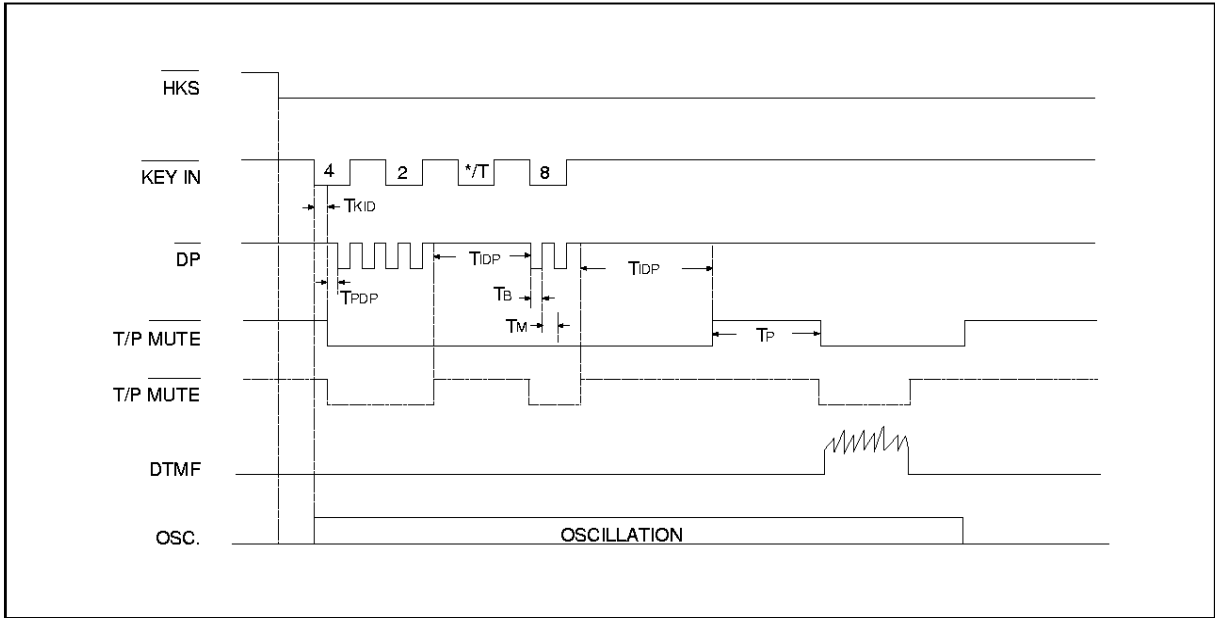 HKS
KEY IN
4 2 */T 8
TKID
DP
TIDP TIDP
TPDP
TB
TM
T/P MUTE
TP
T/P MUTE
DTMF
OSC.
OSCILLATION